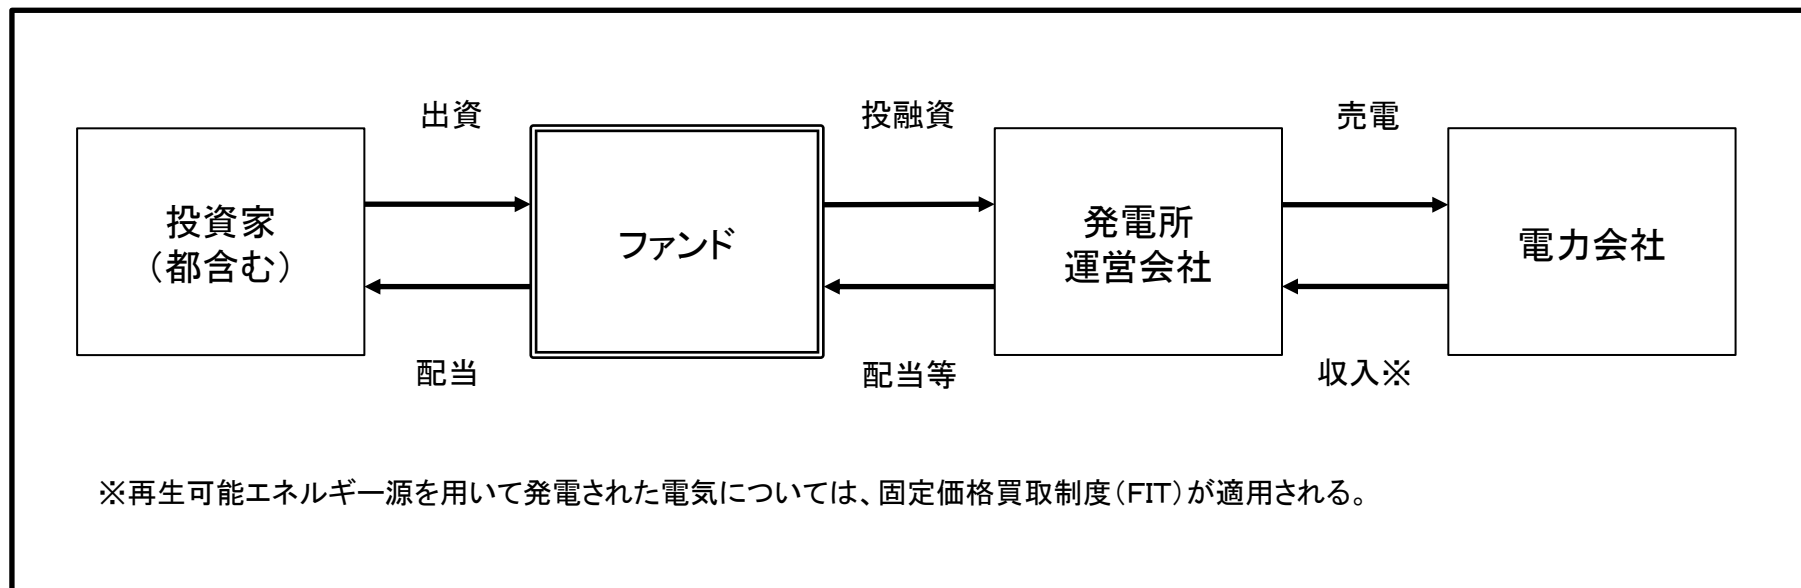 出資
投融資
売電
投資家
（都含む）
ファンド
発電所
運営会社
電力会社
配当
配当等
収入※
※再生可能エネルギー源を用いて発電された電気については、固定価格買取制度（FIT）が適用される。